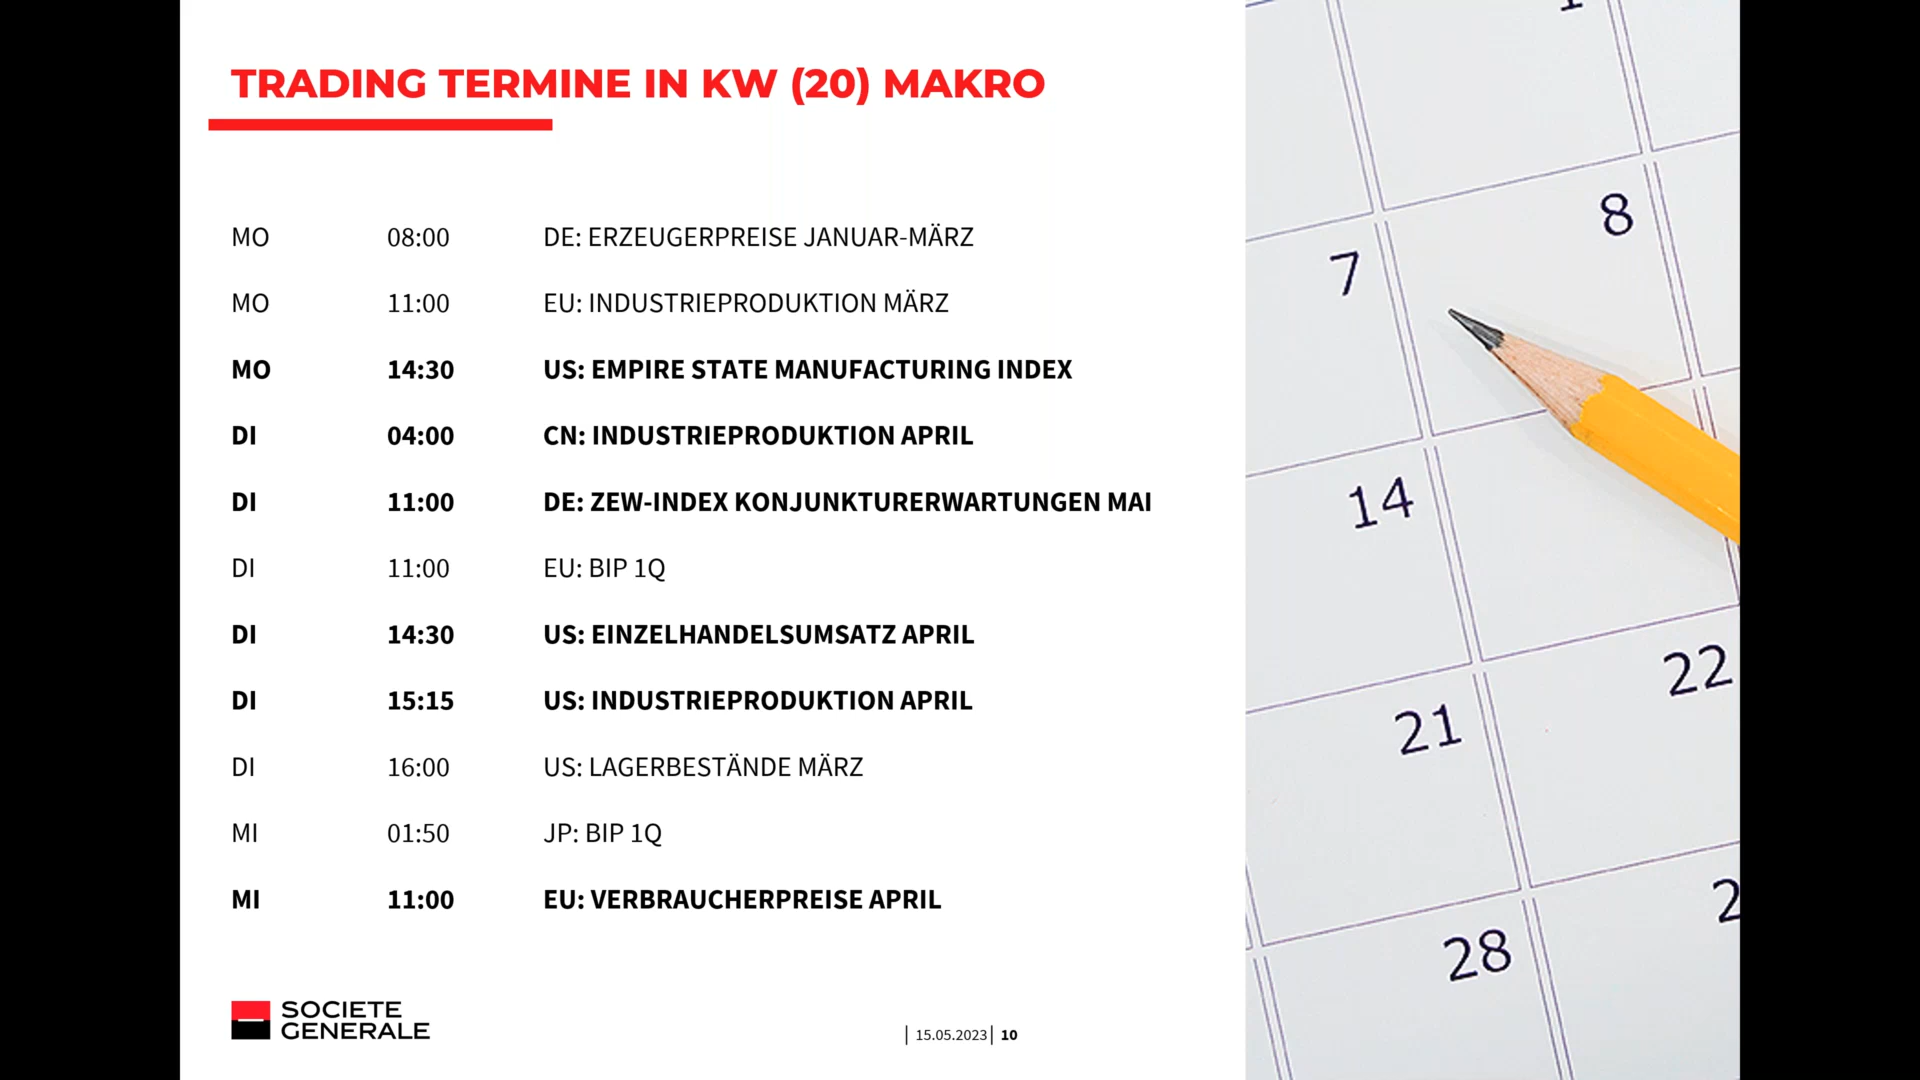 TRADING TERMINE IN KW (20) MAKRO
MO 08:00 DE: ERZEUGERPREISE JANUAR-MÄRZ
MO 11:00 EU: INDUSTRIEPRODUKTION MÄRZ
MO 14:30 US: EMPIRE STATE MANUFACTURING INDEX
DI 04:00 CN: INDUSTRIEPRODUKTION APRIL
DI 11:00 DE: ZEW-INDEX KONJUNKTURERWARTUNGEN MAI
DI 11:00 EU: BIP 1Q
DI 14:30 US: EINZELHANDELSUMSATZ APRIL
DI 15:15 US: INDUSTRIEPRODUKTION APRIL
DI 16:00 US: LAGERBESTÄNDE MÄRZ
MI 01:50 JP: BIP 1Q
MI 11:00 EU: VERBRAUCHERPREISE APRIL
SOCIETE
GENERALE
| 15.05.2023 | 10
7 8
14
21 22
28